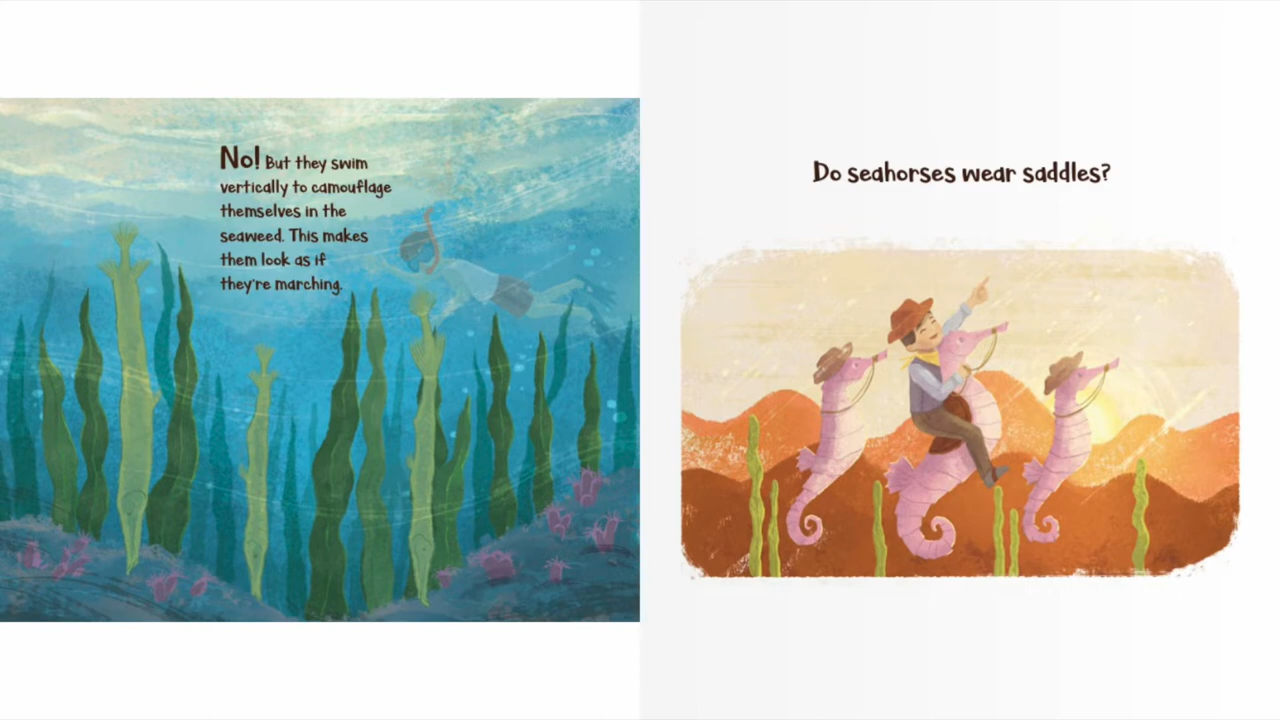 No! But they swim
vertically to camouflage
themselves in the
seaweed. This makes
them look as if
they're marching.
Do seahorses wear saddles?